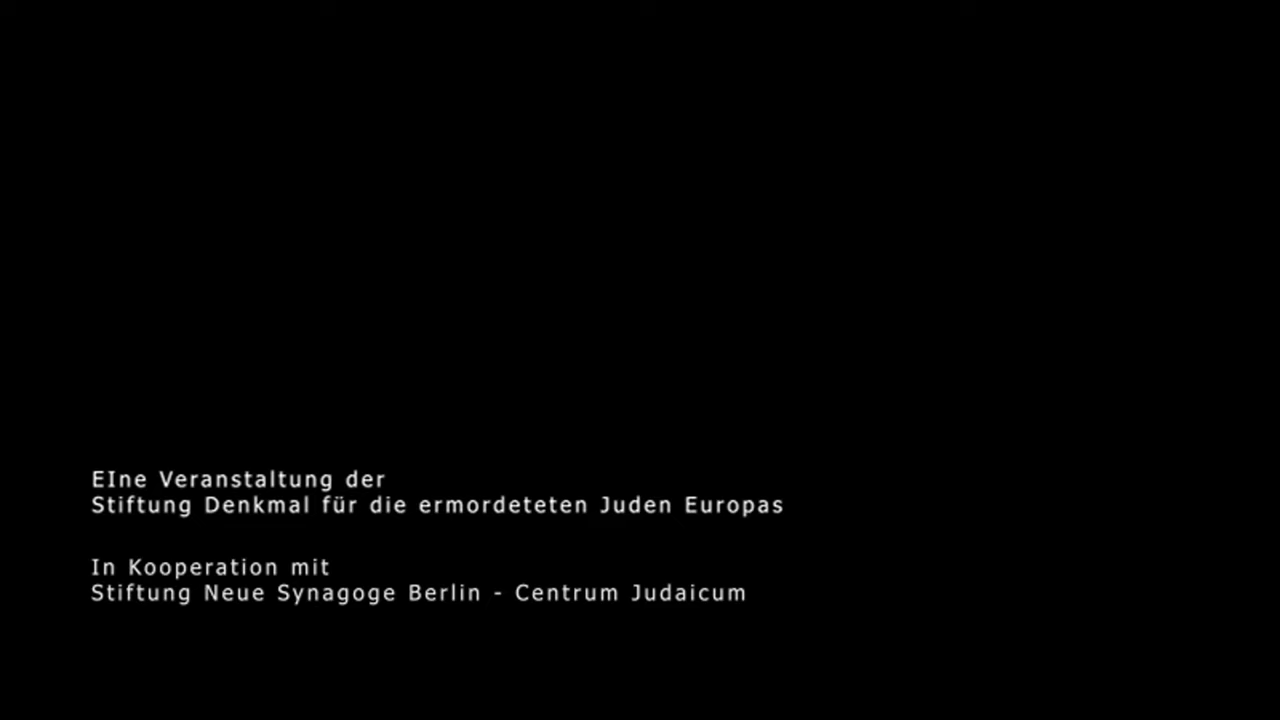 EIne Veranstaltung der
Stiftung Denkmal für die ermordeteten Juden Europas
In Kooperation mit
Stiftung Neue Synagoge Berlin - Centrum Judaicum